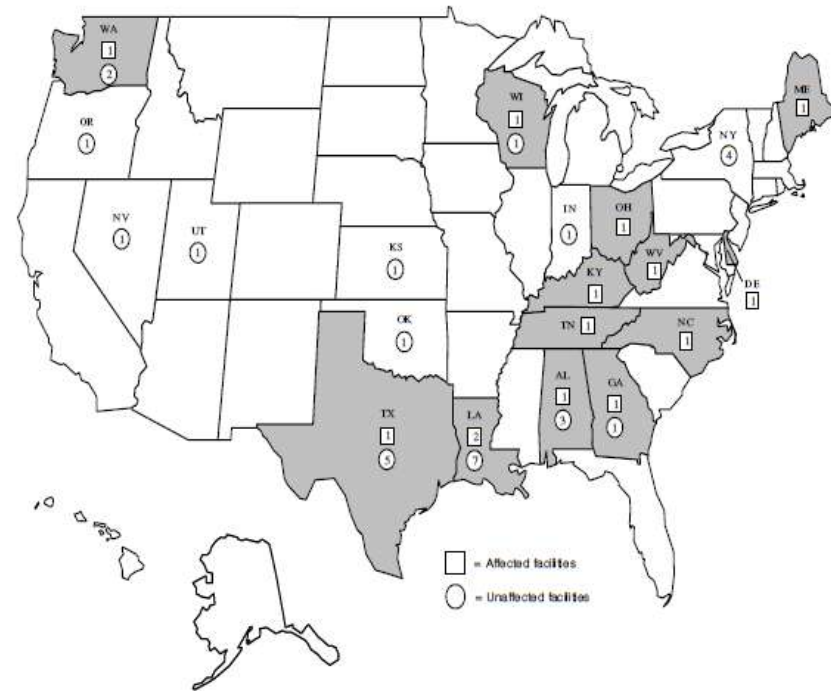 WA
1
2
OR
1
NV
1
UT
1
KS
1
OK
1
TX
1
5
LA
2
7
WI
1
1
IN
1
OH
1
KY
1
TN 1
WV
1
NC
1
AL
1
3
GA
1
1
NY
4
ME
1
DE
1
= Affected facilities
= Unaffected facilities